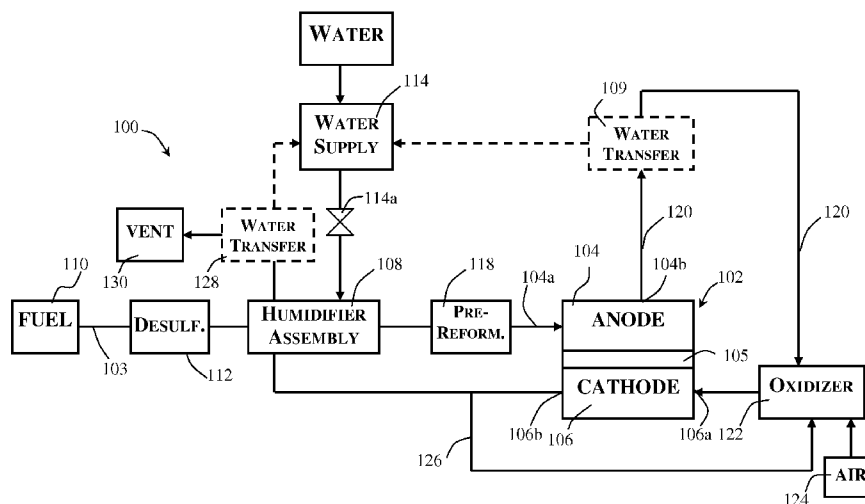 WATER
114
109
WATER
SUPPLY
WATER
TRANSFER
100
114a
120
120
VENT
WATER
TRANSFER
130
128
110
108
118
104
104a
104b
102
FUEL
DESULF.
HUMIDIFIER
ASSEMBLY
PRE-
REFORM.
ANODE
103
112
105
CATHODE
OXIDIZER
106b
106
106a
122
126
124
AIR